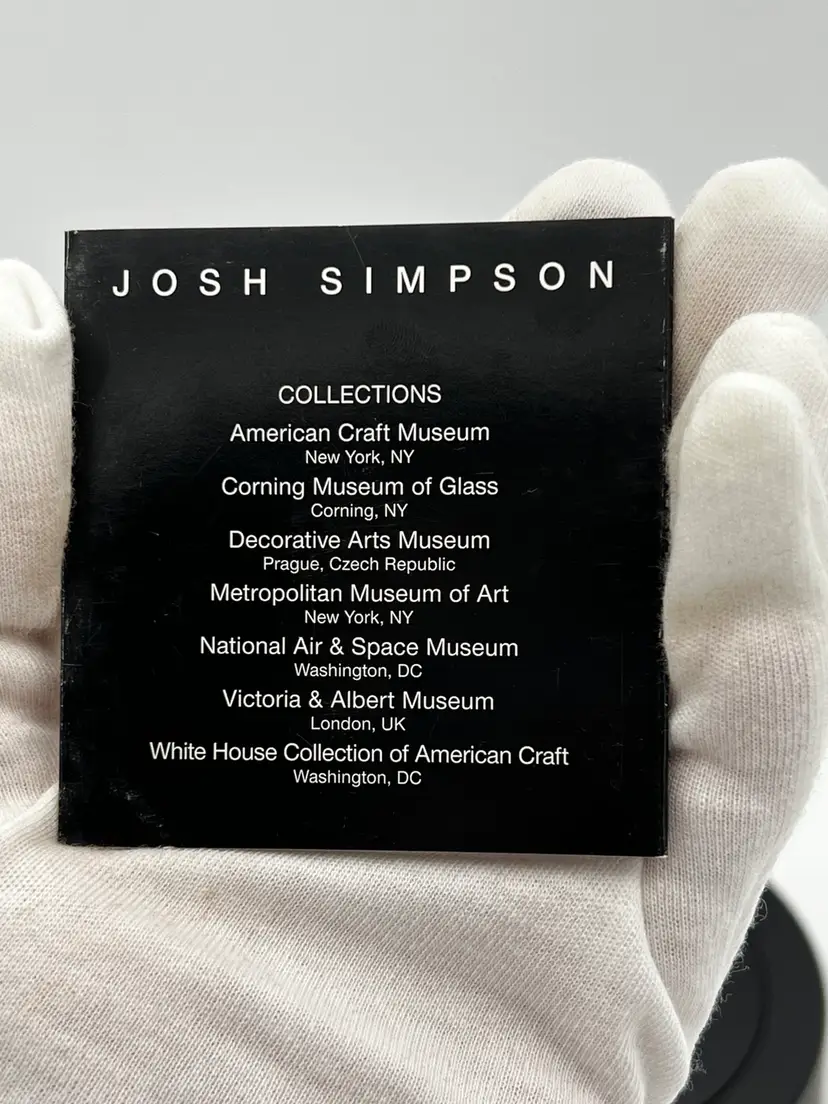 JOSH SIMPSON
COLLECTIONS
American Craft Museum
New York, NY
Corning Museum of Glass
Corning, NY
Decorative Arts Museum
Prague, Czech Republic
Metropolitan Museum of Art
New York, NY
National Air & Space Museum
Washington, DC
Victoria & Albert Museum
London, UK
White House Collection of American Craft
Washington, DC